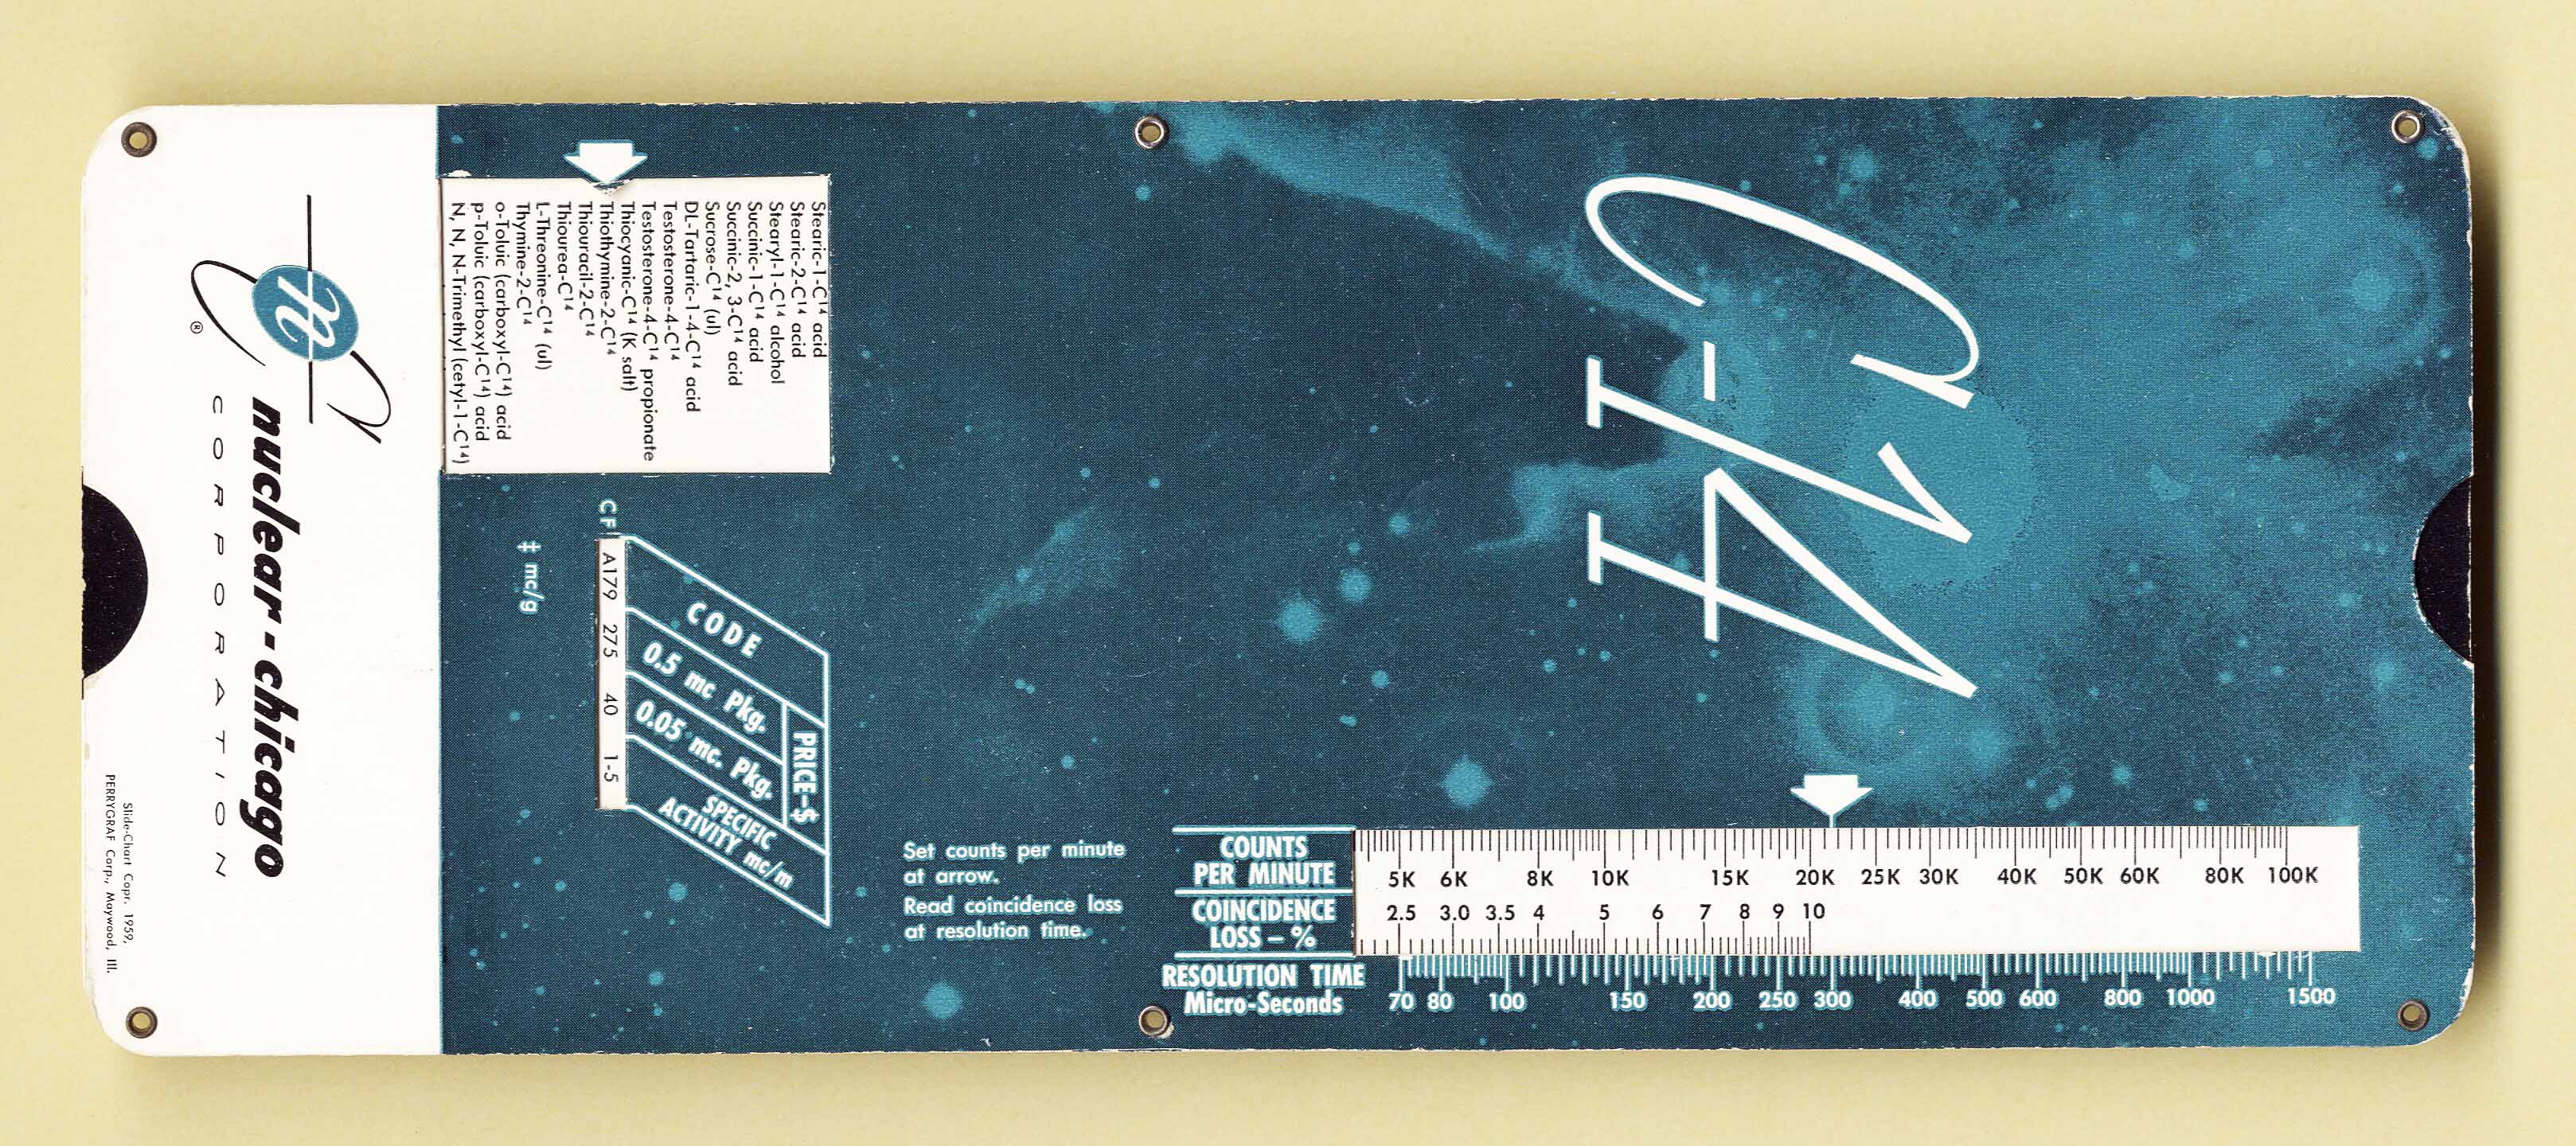 nuclear-chicago
CORPORATION
®
Slide-Chart Copr. 1959,
PERRYGRAF Corp., Maywood, Ill.
Stearic-1-C14 acid
Stearic-2-C14 acid
Stearyl-1-C14 alcohol
Succinic-1-C14 acid
Succinic-2, 3-C14 acid
Sucrose-C14 (ul)
DL-Tartaric-1-4-C14 acid
Testosterone-4-C14
Testosterone-4-C14 propionate
Thiocyanic-C14 (K salt)
Thiothymine-2-C14
Thiouracil-2-C14
Thiourea-C14
L-Threonine-C14 (ul)
Thymine-2-C14
o-Toluic (carboxyl-C14) acid
p-Toluic (carboxyl-C14) acid
N, N, N-Trimethyl (cetyl-1-C14)
PRICE-$
CODE
0.5 mc Pkg.
0.05 mc. Pkg.
SPECIFIC
ACTIVITY mc/m
CF A179 275 40 1-5
‡ mc/g
C-14
Set counts per minute
at arrow.
Read coincidence loss
at resolution time.
COUNTS
PER MINUTE
5K 6K 8K 10K 15K 20K 25K 30K 40K 50K 60K 80K 100K
COINCIDENCE
LOSS - %
2.5 3.0 3.5 4 5 6 7 8 9 10
RESOLUTION TIME
Micro-Seconds
70 80 100 150 200 250 300 400 500 600 800 1000 1500